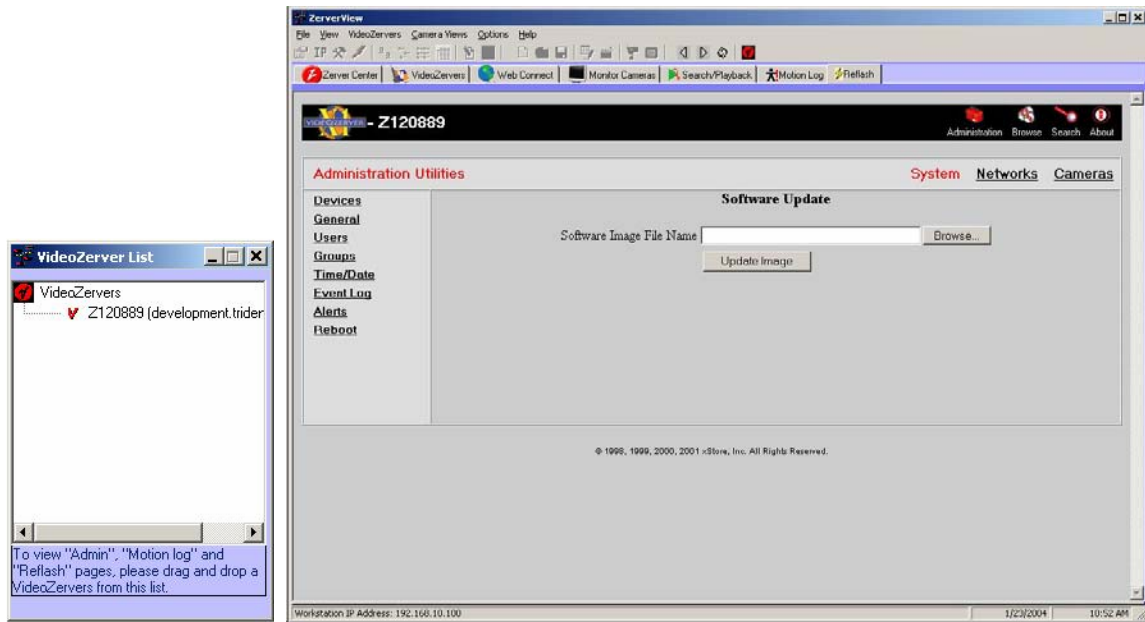 VideoZerver List
VideoZervers
Z120889 (development.trider
To view "Admin", "Motion log" and
"Reflash" pages, please drag and drop a
VideoZervers from this list.
ZerverView
File View VideoZervers Camera Views Options Help
IP
Zerver Center VideoZervers Web Connect Monitor Cameras Search/Playback Motion Log Reflash
VIDEOZERVER - Z120889
Administration Browse Search About
Administration Utilities
System Networks Cameras
Devices
General
Users
Groups
Time/Date
Event Log
Alerts
Reboot
Software Update
Software Image File Name Browse...
Update Image
© 1998, 1999, 2000, 2001 xStore, Inc. All Rights Reserved.
Workstation IP Address: 192.168.10.100
1/23/2004 10:52 AM